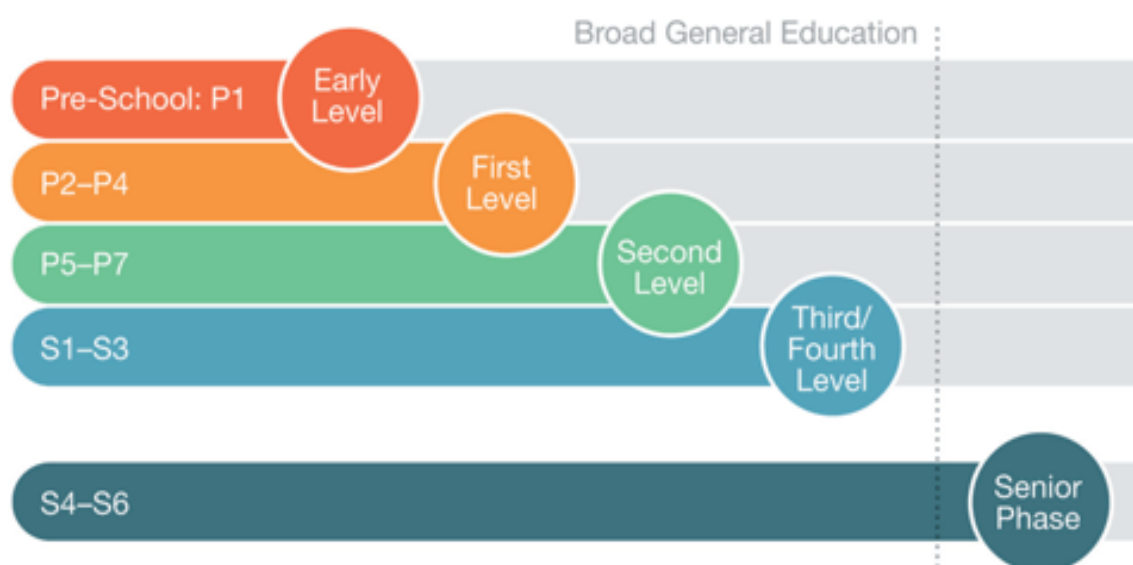 Broad General Education
Pre-School: P1
Early
Level
P2–P4
First
Level
P5–P7
Second
Level
S1–S3
Third/
Fourth
Level
S4–S6
Senior
Phase